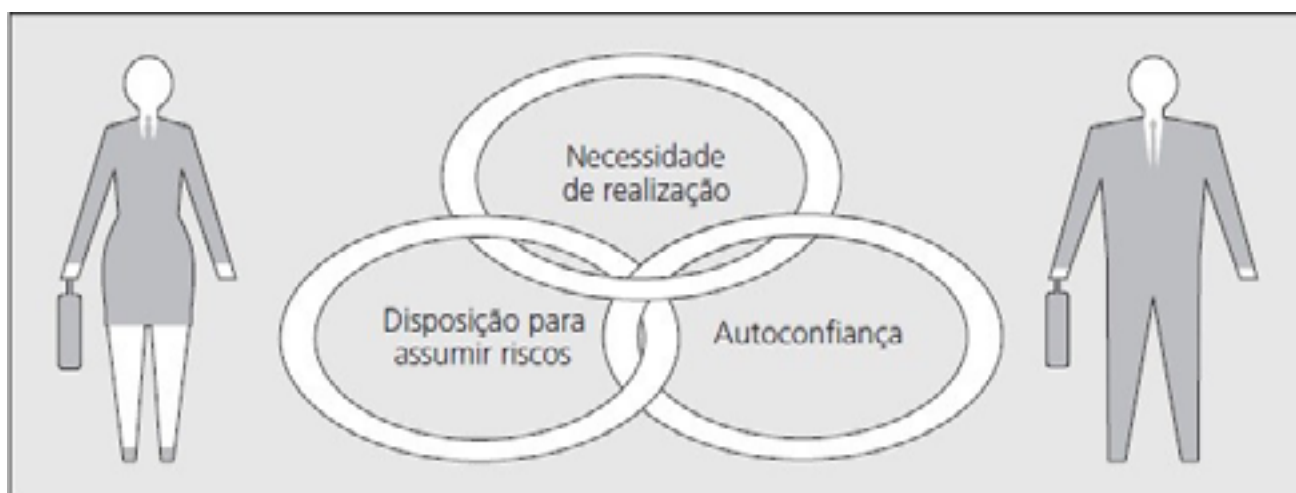 Necessidade
de realização
Disposição para
assumir riscos
Autoconfiança